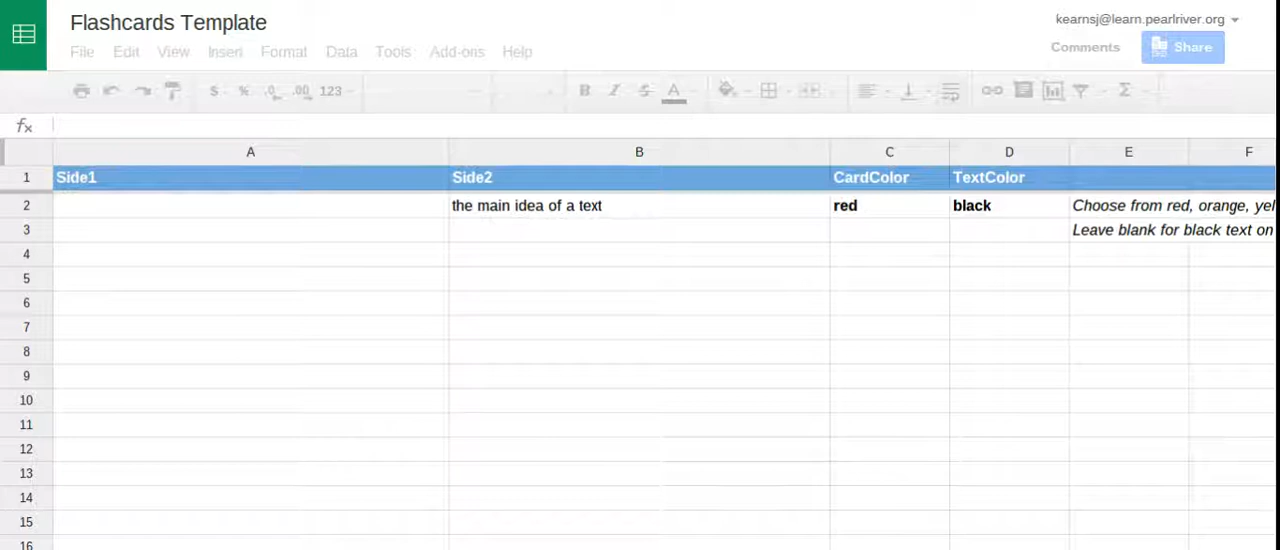 Flashcards Template
kearnsj@learn.pearlriver.org
File Edit View Insert Format Data Tools Add-ons Help
Comments Share
$ % .0 .00 123 B I S A Σ
fx
A B C D E F
1 Side1 Side2 CardColor TextColor
2 the main idea of a text red black Choose from red, orange, yel
3 Leave blank for black text on
4
5
6
7
8
9
10
11
12
13
14
15
16